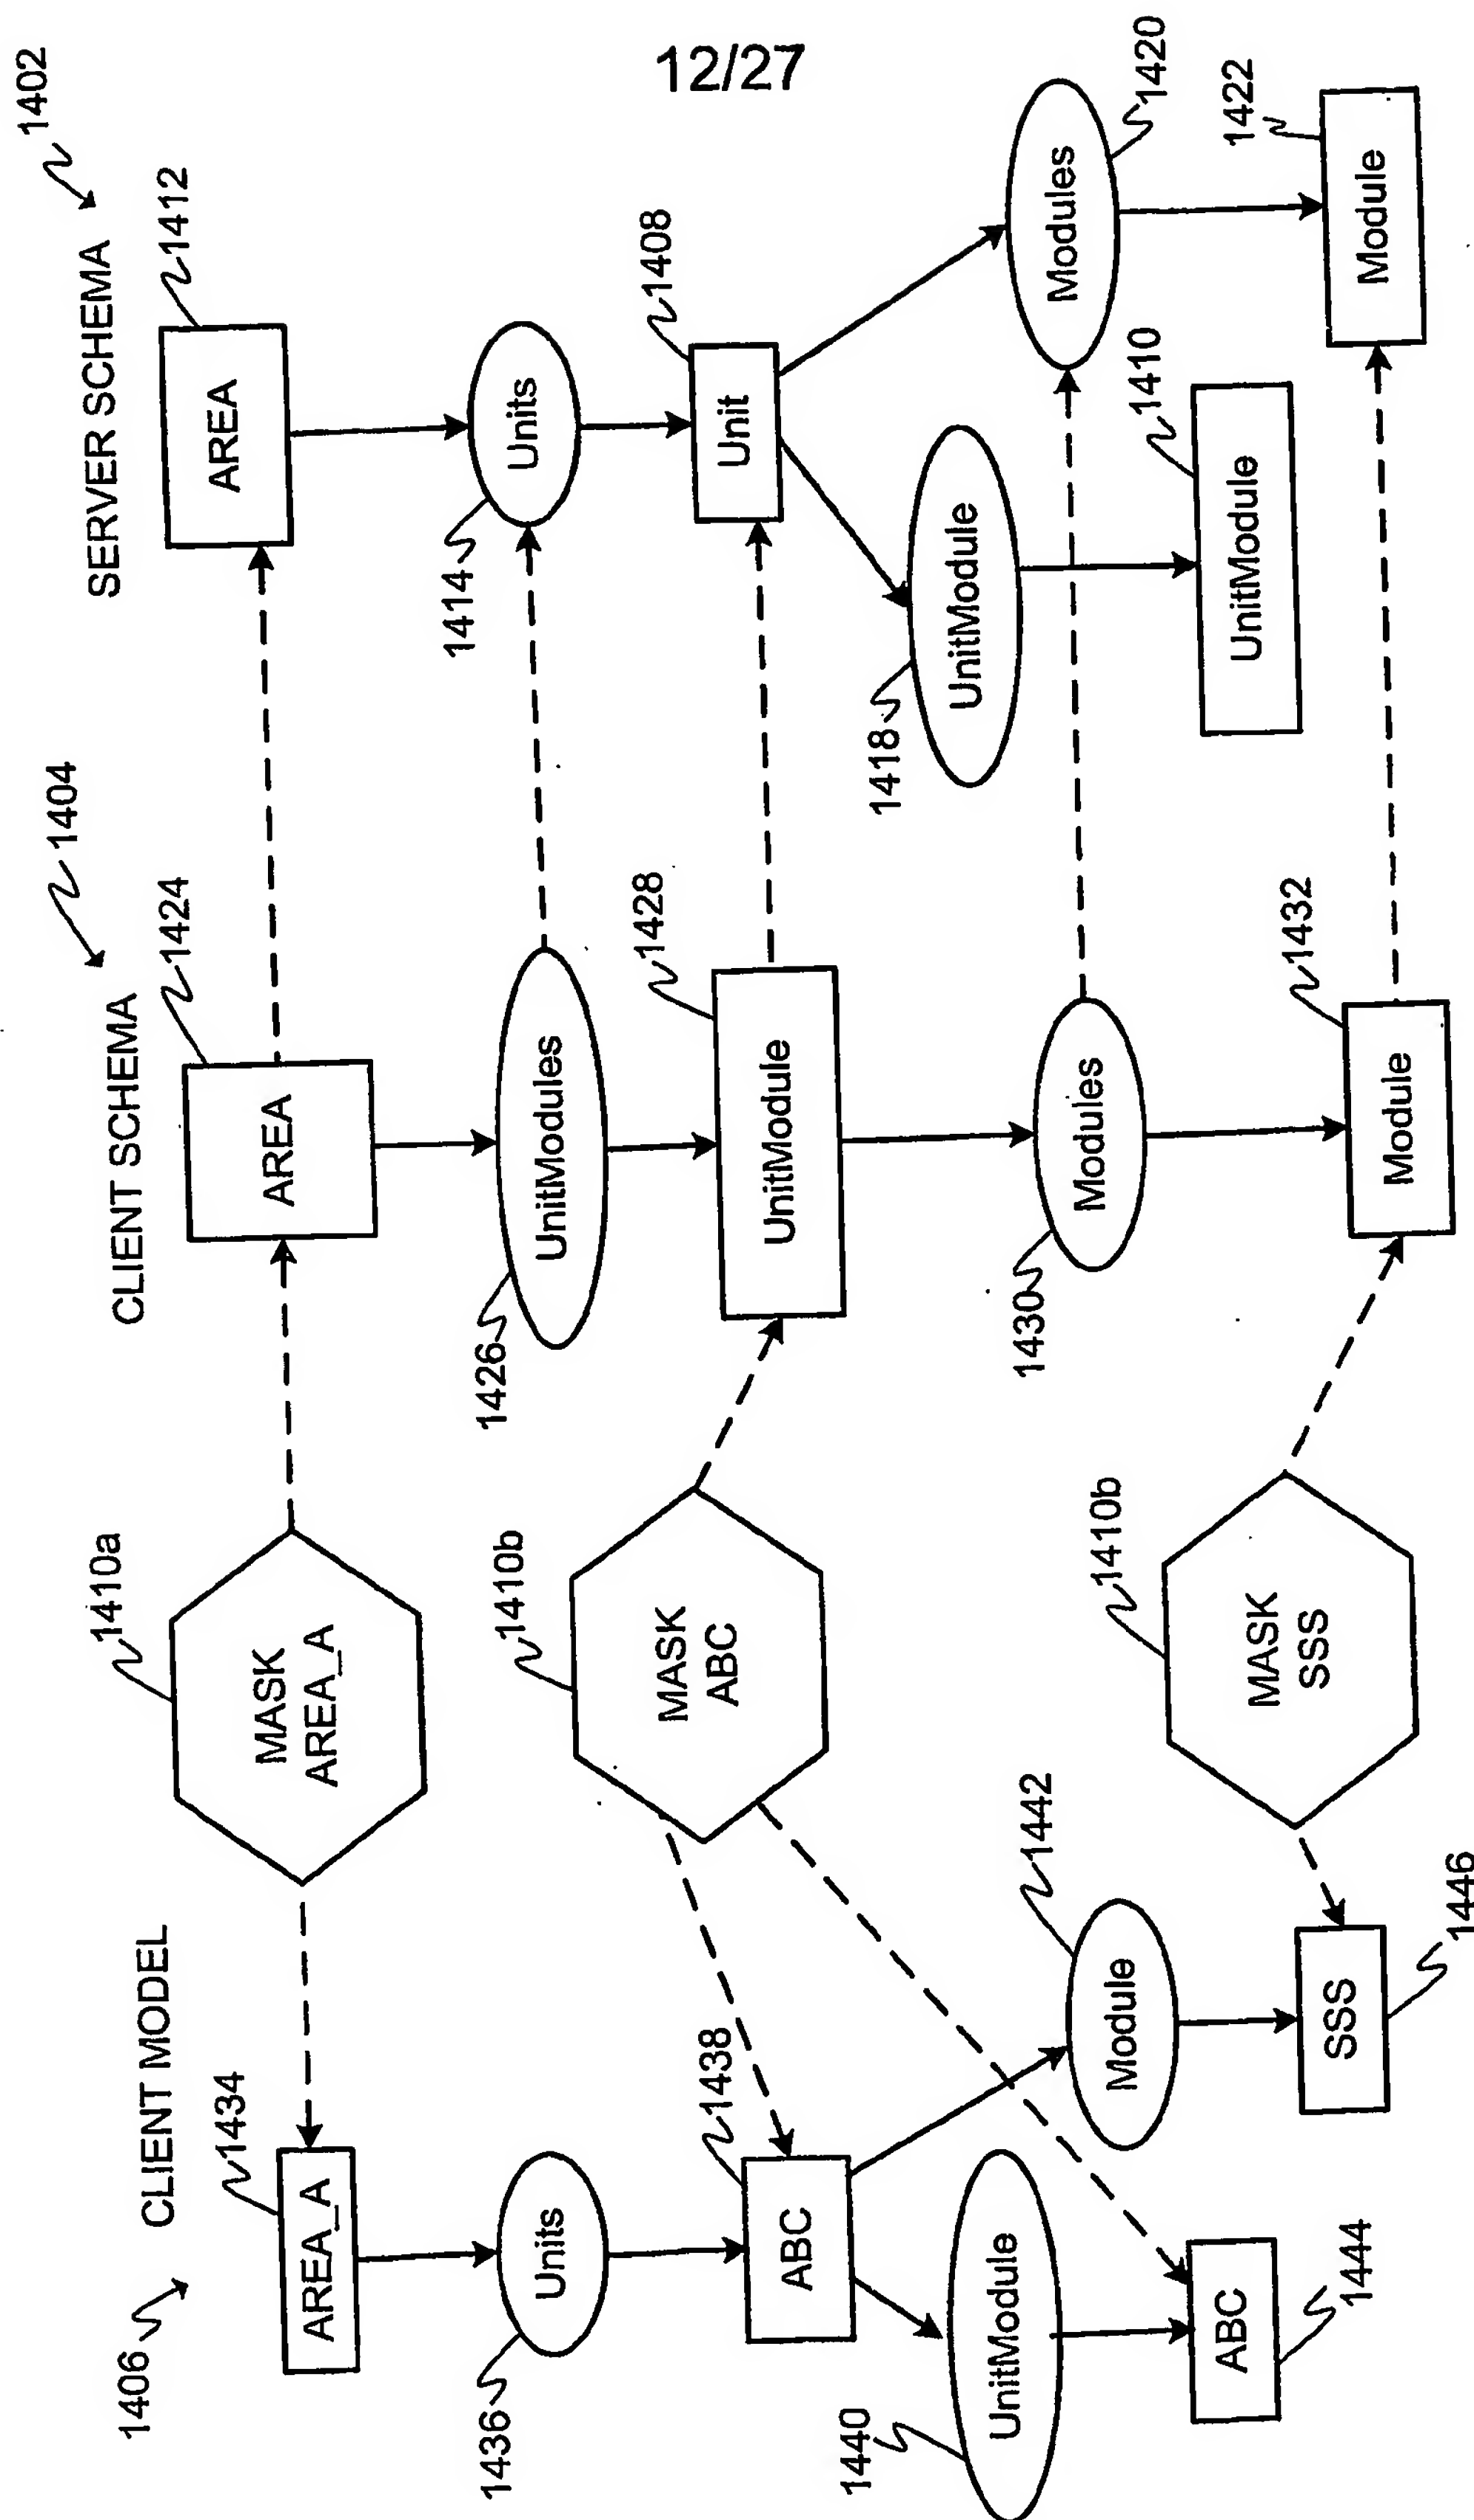 12/27
1406
CLIENT MODEL
1404
CLIENT SCHEMA
1402
SERVER SCHEMA
1434
AREA_A
1410a
MASK
AREA_A
1424
AREA
1412
AREA
1436
Units
1426
UnitModules
1414
Units
1438
ABC
1410b
MASK
ABC
1428
UnitModule
1408
Unit
1440
UnitModule
1442
Module
1430
Modules
1418
UnitModule
1420
Modules
1444
ABC
1446
SSS
1410b
MASK
SSS
1432
Module
1410
UnitModule
1422
Module